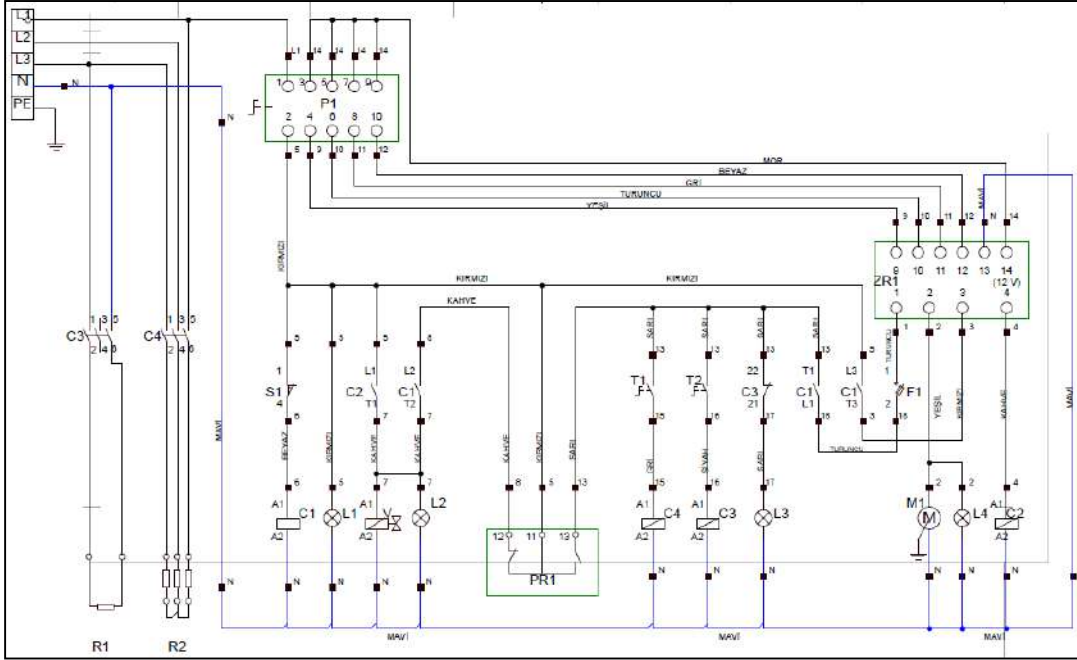 L1
L2
L3
N
PE
N
N
L1 14 14 14 14
1 3 5 7 9
P1
2 4 6 8 10
5 9 10 11 12
MOR
BEYAZ
GRİ
TURUNCU
YEŞİL
MAVİ
9 10 11 12 N 14
9 10 11 12 13 14
ZR1 (12 V)
1 2 3 4
1 2 3 4
KIRMIZI
KIRMIZI KIRMIZI
KAHVE
SARI SARI SARI SARI
TURUNCU
YEŞİL
KIRMIZI
KAHVE
MAVİ
C3 1 3 5
2 4 6
C4 1 3 5
2 4 6
5 5 8 13 13 13 13 5
1 L1 L2 22 T1 L3 1
S1 C2 C1 T1 T2 C3 C1 C1 F1
4 T1 T2 21 L1 T3 2
6 7 7 15 16 17 3
TURUNCU
MAVİ
BEYAZ
KIRMIZI
KAHVE
KAHVE
KAHVE
KIRMIZI
SARI
GRİ
SİYAH
SARI
6 5 7 7 8 5 13 15 16 17 2 2 4
A1 C1 L1 A1 V L2 A1 C4 A1 C3 L3 M1 M L4 A1 C2
A2 A2 A2 A2 A2
12 11 13
PR1
N N N N N N N N N N N N
MAVİ MAVİ MAVİ
R1 R2